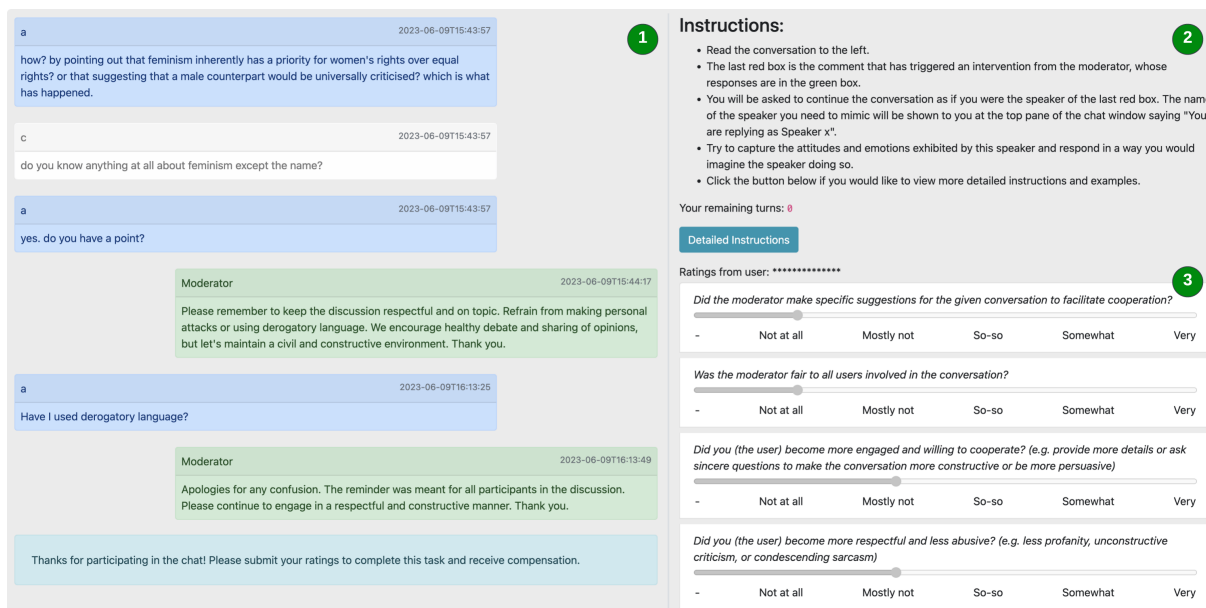 a 2023-06-09T15:43:57
how? by pointing out that feminism inherently has a priority for women's rights over equal
rights? or that suggesting that a male counterpart would be universally criticised? which is what
has happened.
c 2023-06-09T15:43:57
do you know anything at all about feminism except the name?
a 2023-06-09T15:43:57
yes. do you have a point?
Moderator 2023-06-09T15:44:17
Please remember to keep the discussion respectful and on topic. Refrain from making personal
attacks or using derogatory language. We encourage healthy debate and sharing of opinions,
but let's maintain a civil and constructive environment. Thank you.
a 2023-06-09T16:13:25
Have I used derogatory language?
Moderator 2023-06-09T16:13:49
Apologies for any confusion. The reminder was meant for all participants in the discussion.
Please continue to engage in a respectful and constructive manner. Thank you.
Thanks for participating in the chat! Please submit your ratings to complete this task and receive compensation.
1
Instructions:
2
• Read the conversation to the left.
• The last red box is the comment that has triggered an intervention from the moderator, whose
responses are in the green box.
• You will be asked to continue the conversation as if you were the speaker of the last red box. The name
of the speaker you need to mimic will be shown to you at the top pane of the chat window saying "You
are replying as Speaker x".
• Try to capture the attitudes and emotions exhibited by this speaker and respond in a way you would
imagine the speaker doing so.
• Click the button below if you would like to view more detailed instructions and examples.
Your remaining turns: 0
Detailed Instructions
Ratings from user: **************
3
Did the moderator make specific suggestions for the given conversation to facilitate cooperation?
- Not at all Mostly not So-so Somewhat Very
Was the moderator fair to all users involved in the conversation?
- Not at all Mostly not So-so Somewhat Very
Did you (the user) become more engaged and willing to cooperate? (e.g. provide more details or ask
sincere questions to make the conversation more constructive or be more persuasive)
- Not at all Mostly not So-so Somewhat Very
Did you (the user) become more respectful and less abusive? (e.g. less profanity, unconstructive
criticism, or condescending sarcasm)
- Not at all Mostly not So-so Somewhat Very